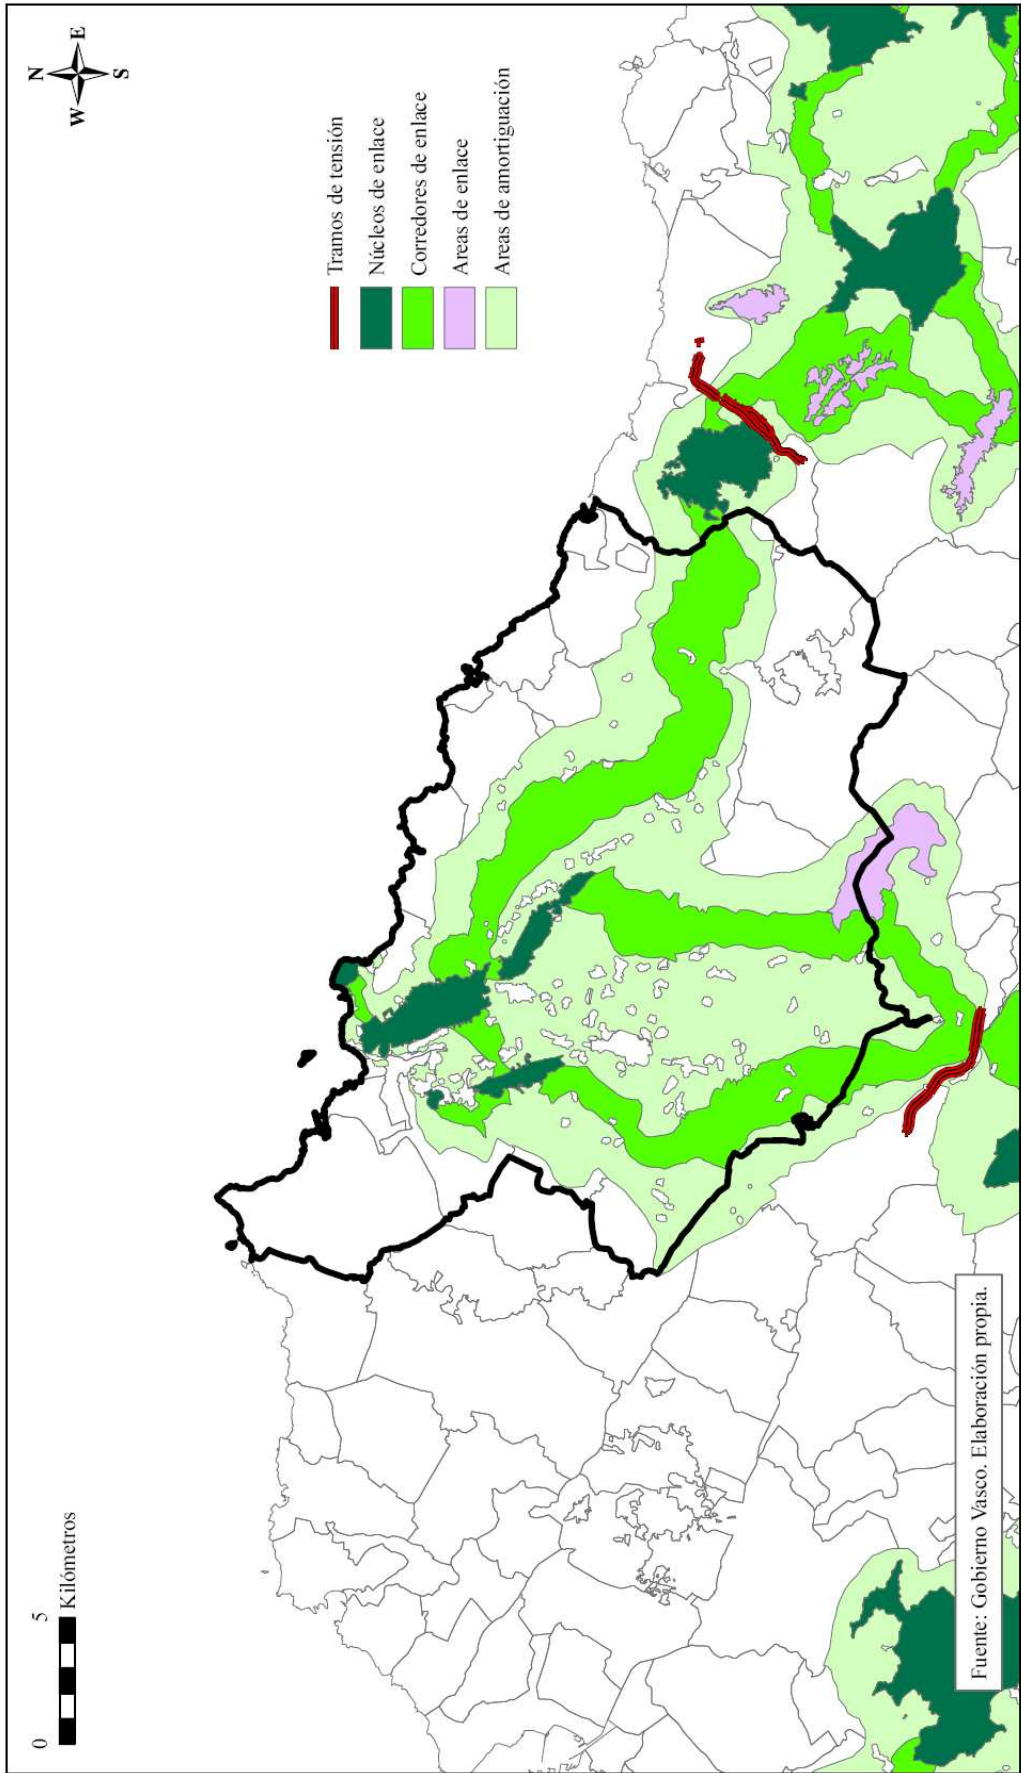 N
W E
S
Tramos de tensión
Núcleos de enlace
Corredores de enlace
Areas de enlace
Areas de amortiguación
0 5
Kilómetros
Fuente: Gobierno Vasco. Elaboración propia.